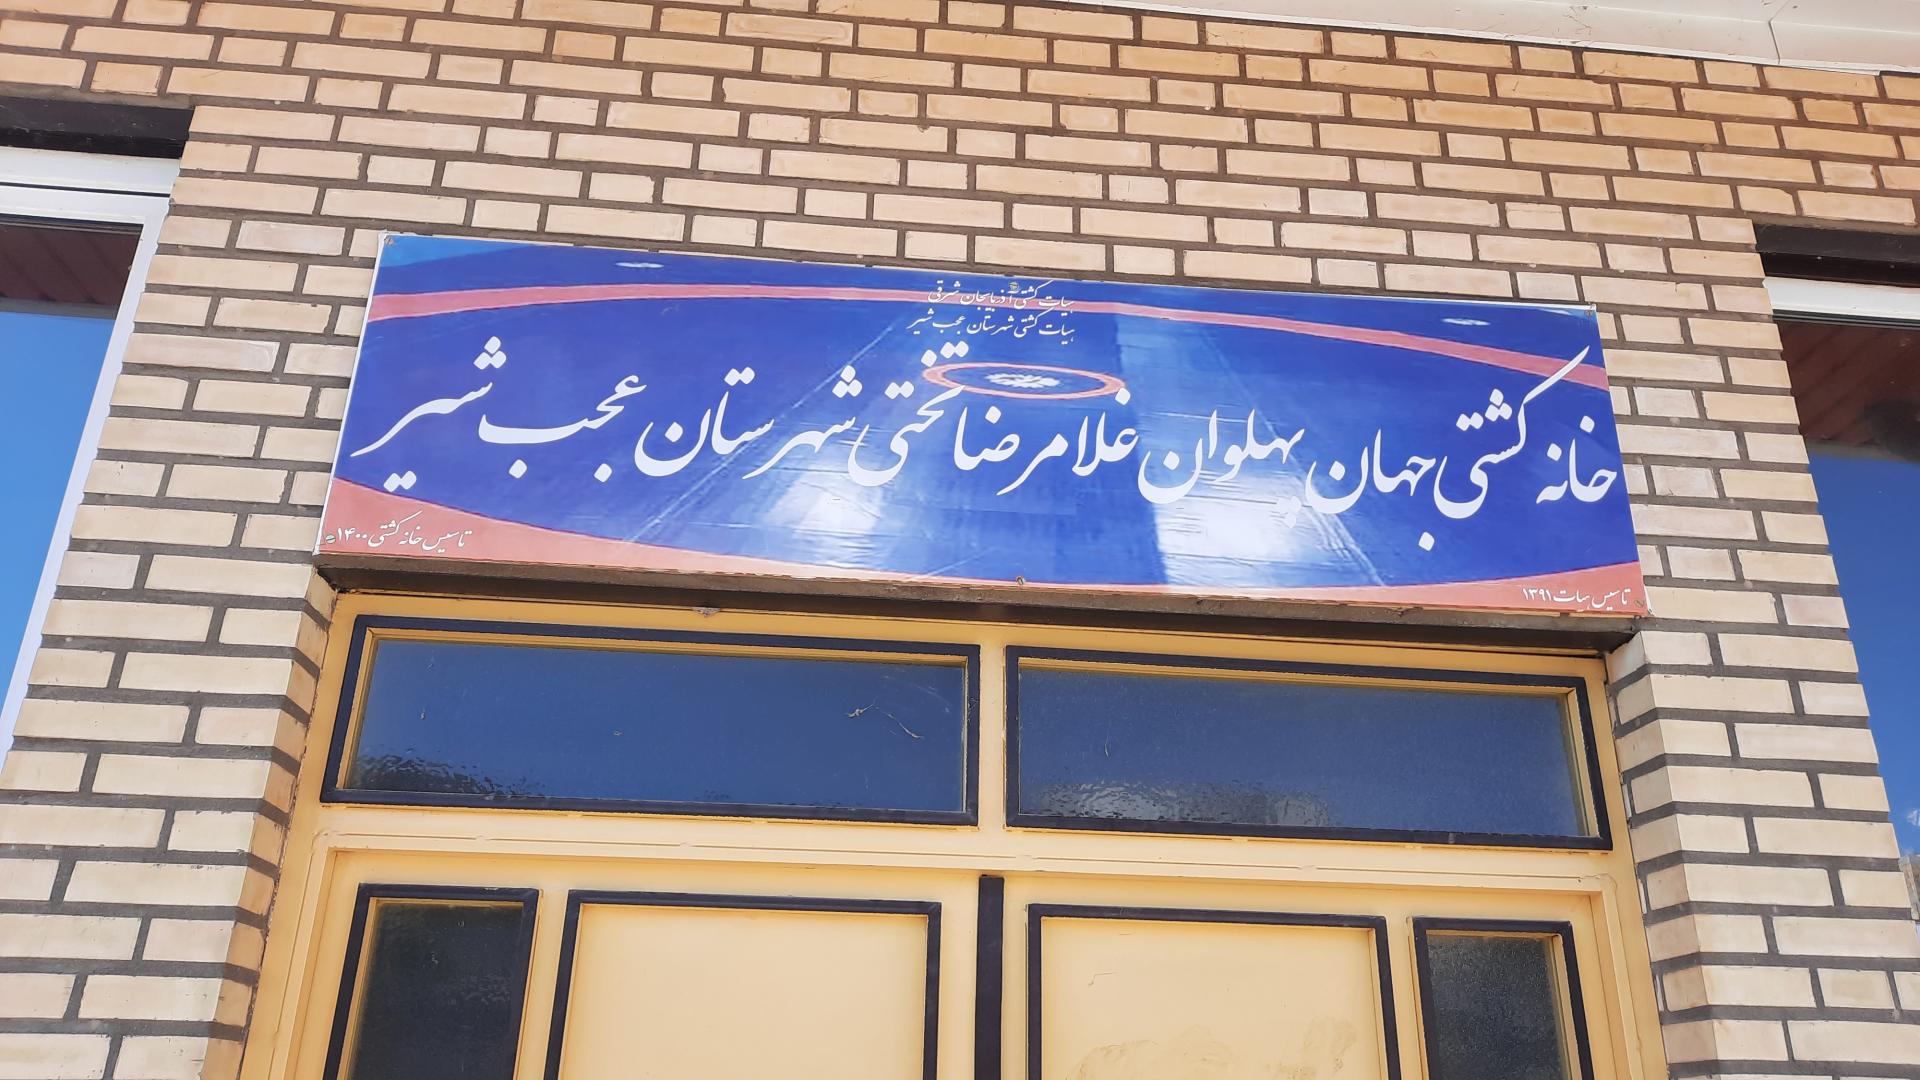 هیات کشتی آذربایجان شرقی
هیات کشتی شهرستان عجب شیر
خانه کشتی جهان پهلوان غلامرضا تختی شهرستان عجب شیر
تاسیس هیات ۱۳۹۱
تاسیس خانه کشتی ۱۴۰۰